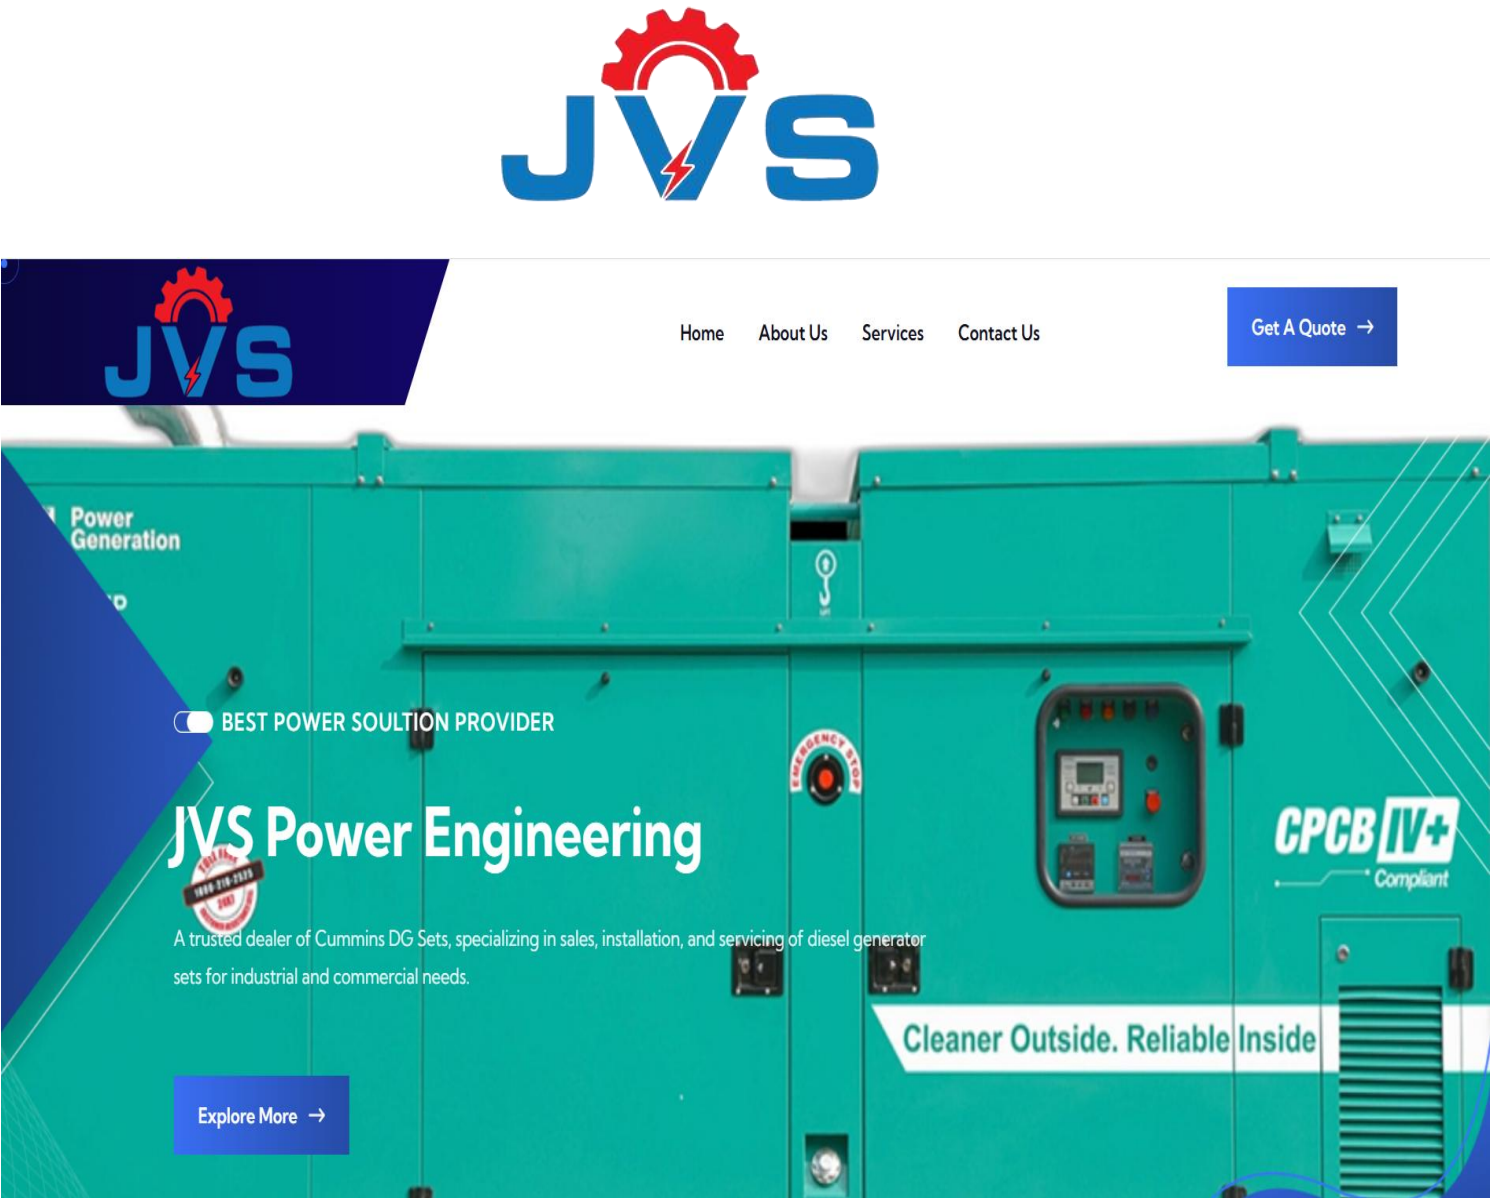 JVS
JVS
Home About Us Services Contact Us
Get A Quote
Power
Generation
BEST POWER SOULTION PROVIDER
EMERGENCY STOP
JVS Power Engineering
CPCB IV+
Compliant
24X7
A trusted dealer of Cummins DG Sets, specializing in sales, installation, and servicing of diesel generator
sets for industrial and commercial needs.
Cleaner Outside. Reliable Inside
Explore More